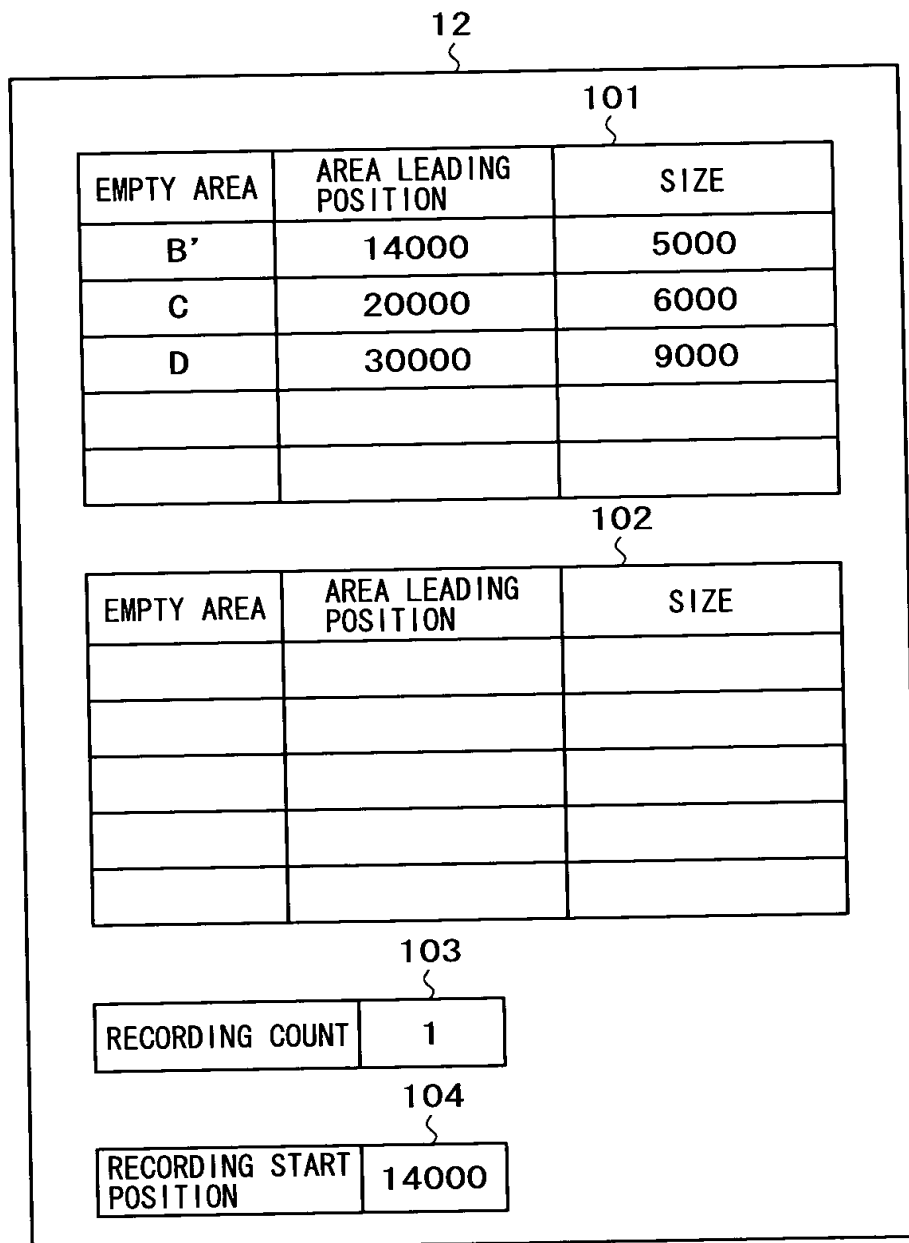 12
101
EMPTY AREA AREA LEADING POSITION SIZE
B' 14000 5000
C 20000 6000
D 30000 9000
102
EMPTY AREA AREA LEADING POSITION SIZE
103
RECORDING COUNT 1
104
RECORDING START POSITION 14000